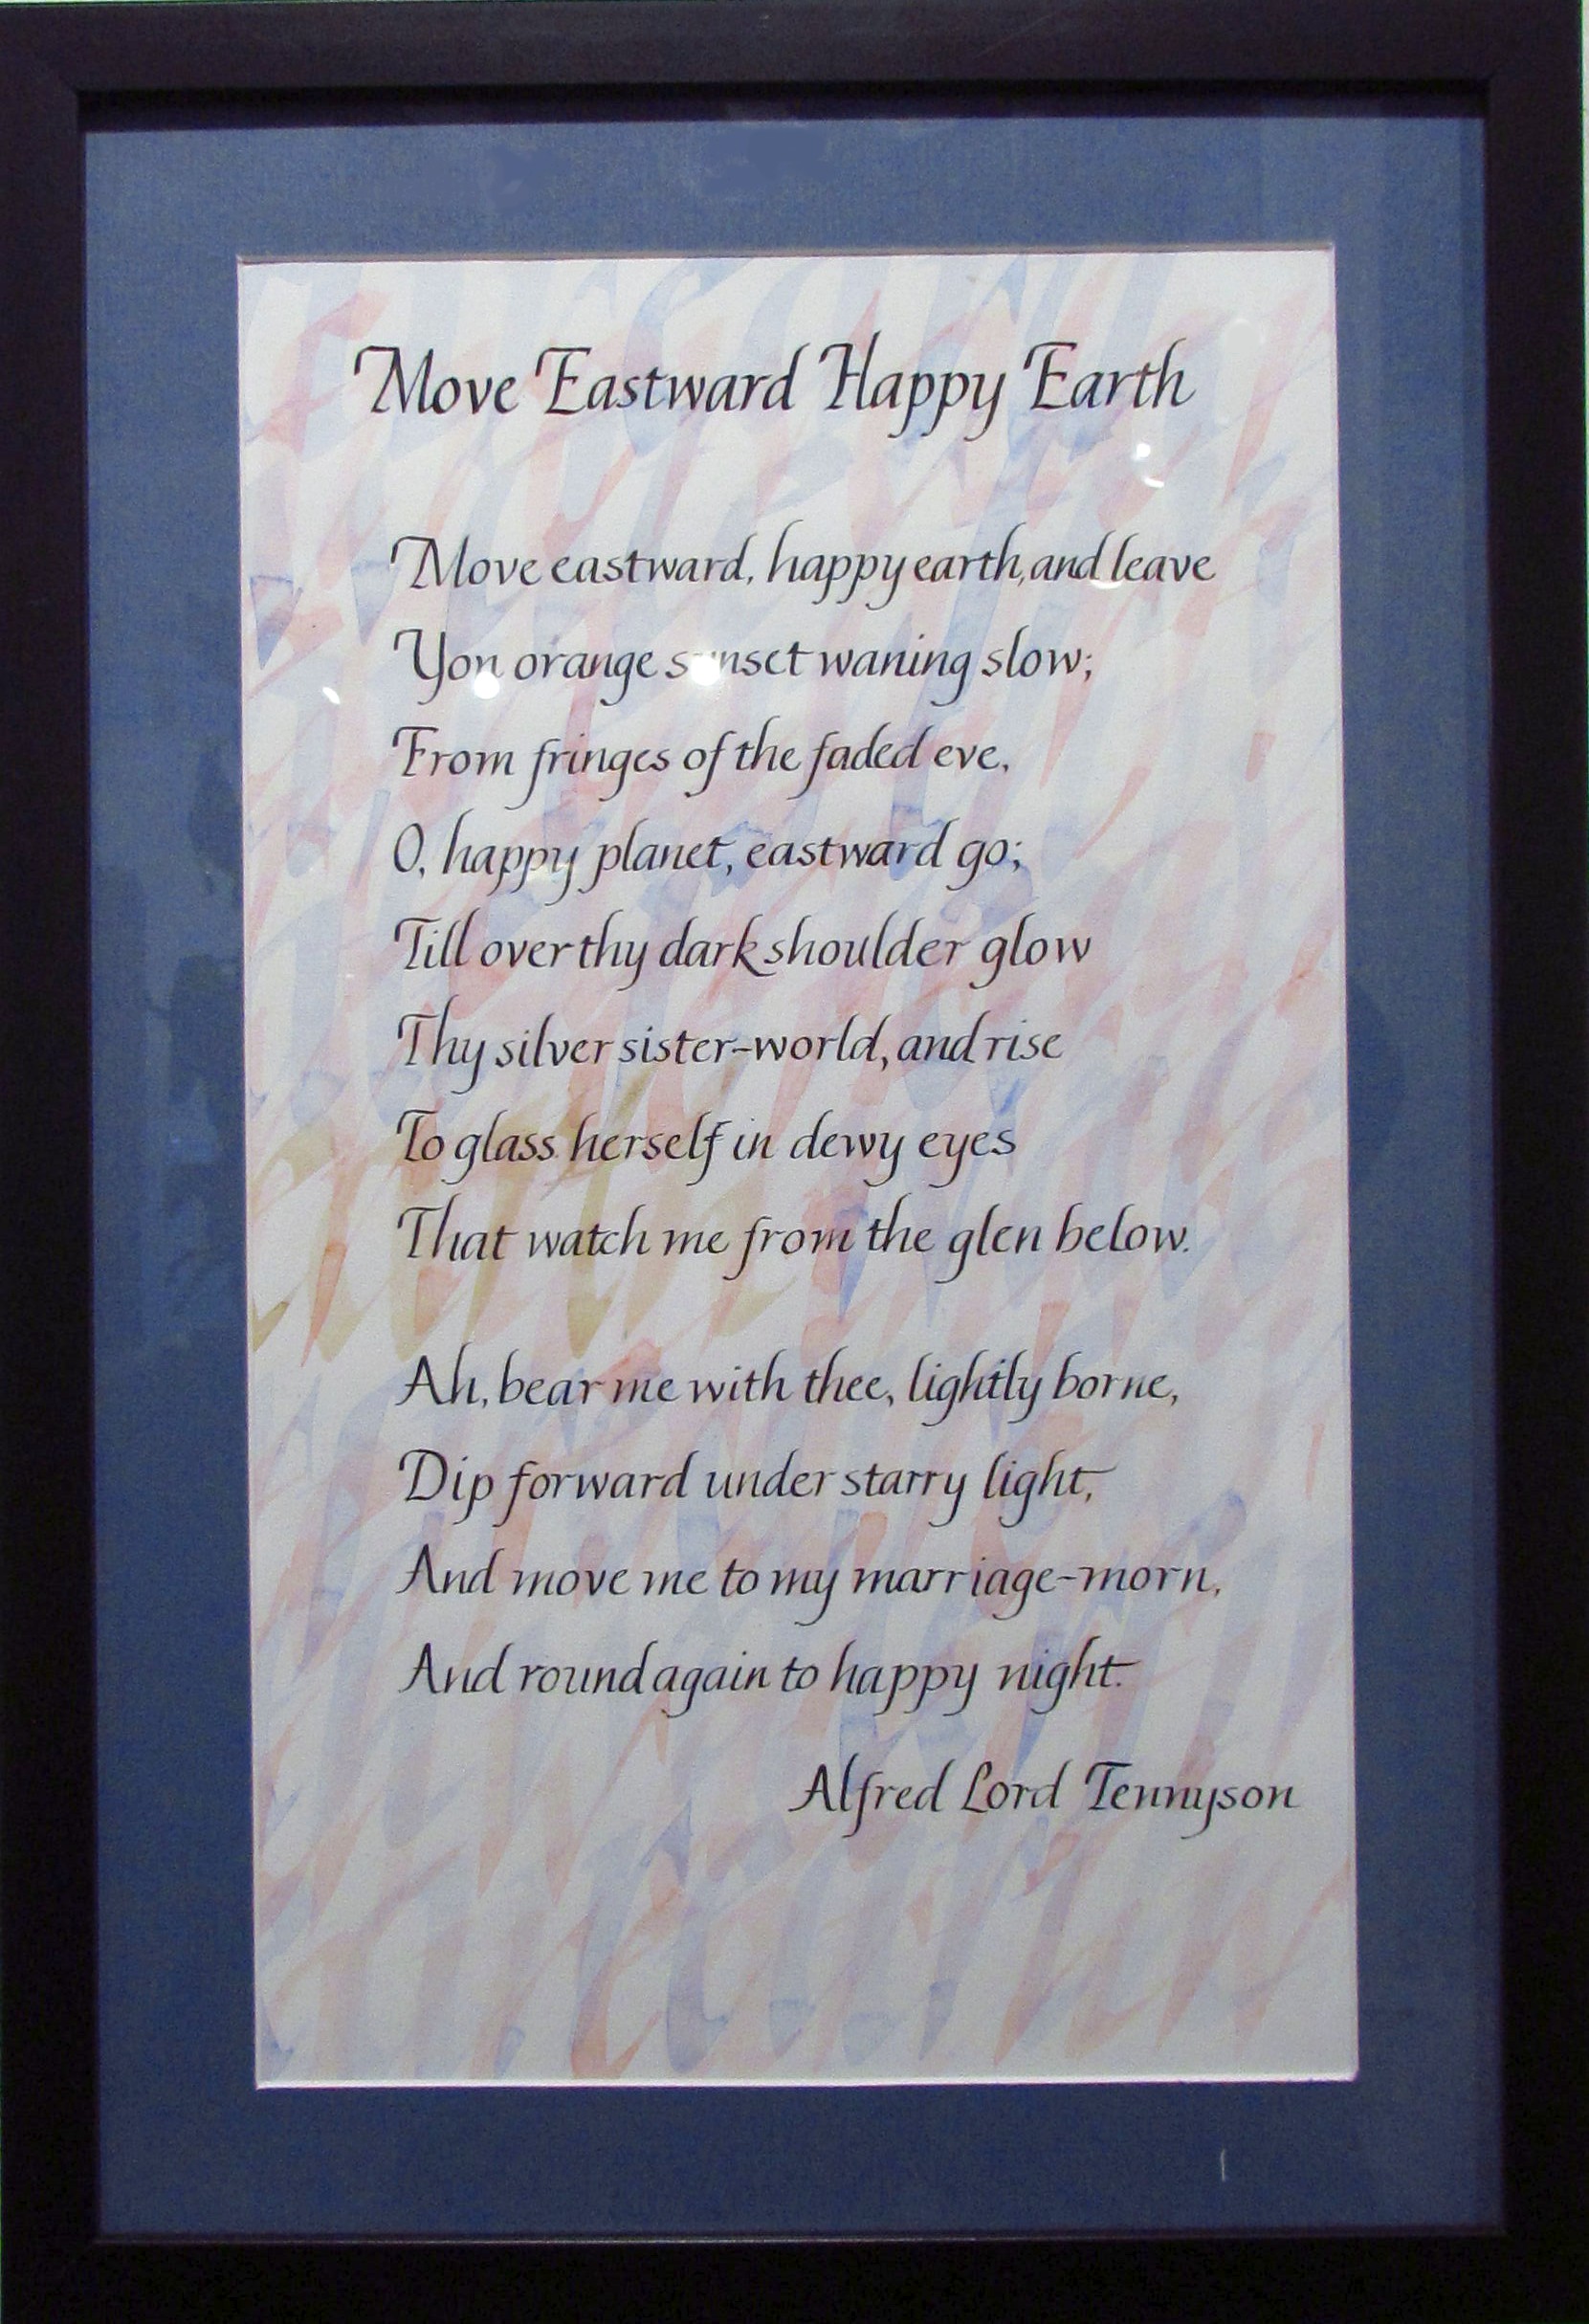 Move Eastward Happy Earth
Move eastward, happy earth, and leave
Yon orange sunset waning slow;
From fringes of the faded eve,
O, happy planet, eastward go;
Till over thy dark shoulder glow
Thy silver sister-world, and rise
To glass herself in dewy eyes
That watch me from the glen below.
Ah, bear me with thee, lightly borne,
Dip forward under starry light,
And move me to my marriage-morn,
And round again to happy night.
Alfred Lord Tennyson